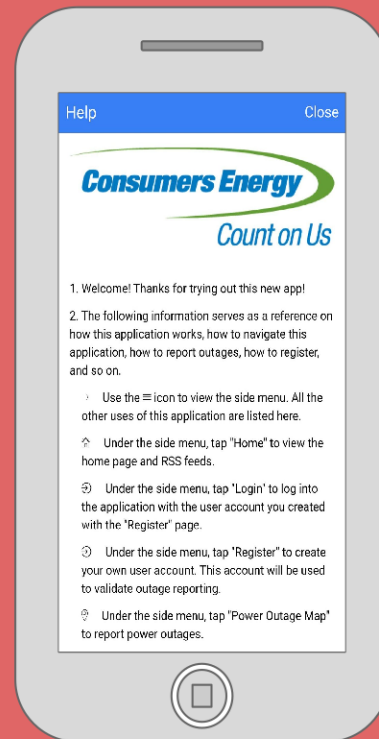 Help
Close
Consumers Energy
Count on Us
1. Welcome! Thanks for trying out this new app!
2. The following information serves as a reference on
how this application works, how to navigate this
application, how to report outages, how to register,
and so on.
Use the ≡ icon to view the side menu. All the
other uses of this application are listed here.
Under the side menu, tap "Home" to view the
home page and RSS feeds.
Under the side menu, tap "Login" to log into
the application with the user account you created
with the "Register" page.
Under the side menu, tap "Register" to create
your own user account. This account will be used
to validate outage reporting.
Under the side menu, tap "Power Outage Map"
to report power outages.